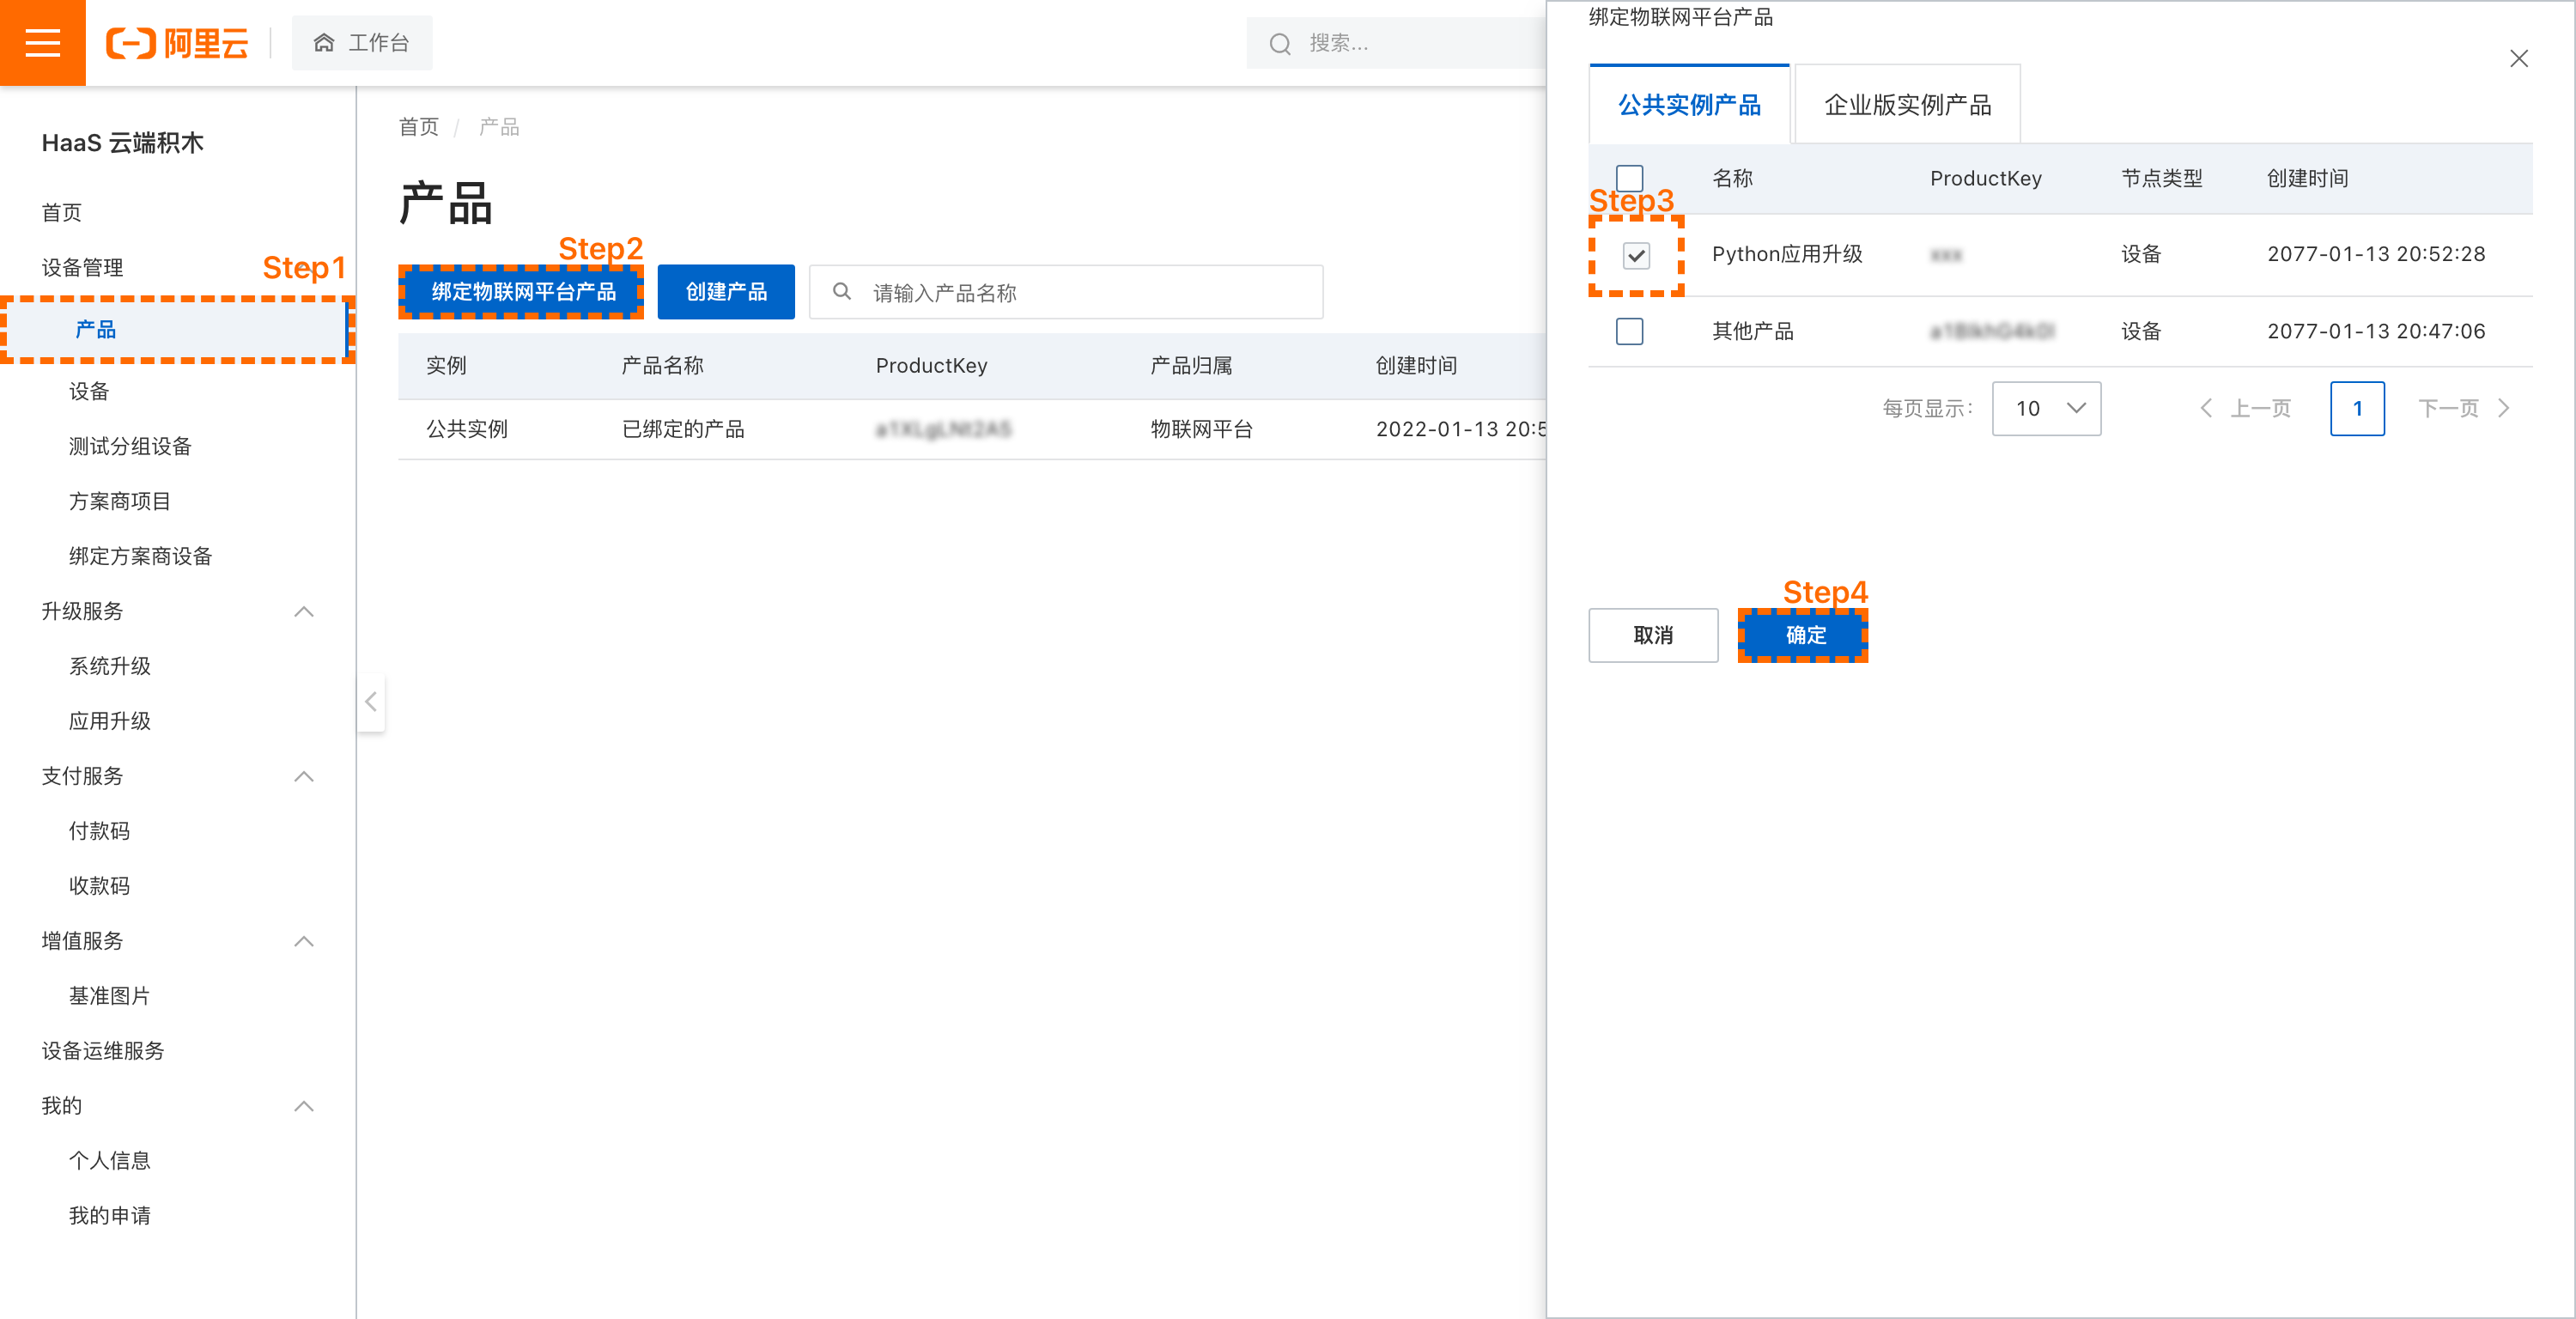 阿里云
工作台
搜索...
HaaS 云端积木
首页
设备管理
Step1
产品
设备
测试分组设备
方案商项目
绑定方案商设备
升级服务
系统升级
应用升级
支付服务
付款码
收款码
增值服务
基准图片
设备运维服务
我的
个人信息
我的申请
首页 / 产品
产品
Step2
绑定物联网平台产品 创建产品 请输入产品名称
实例 产品名称 ProductKey 产品归属 创建时间
公共实例 已绑定的产品 物联网平台 2022-01-13 20:5
绑定物联网平台产品
公共实例产品 企业版实例产品
名称 ProductKey 节点类型 创建时间
Step3
Python应用升级 设备 2077-01-13 20:52:28
其他产品 设备 2077-01-13 20:47:06
每页显示: 10 上一页 1 下一页
Step4
取消 确定